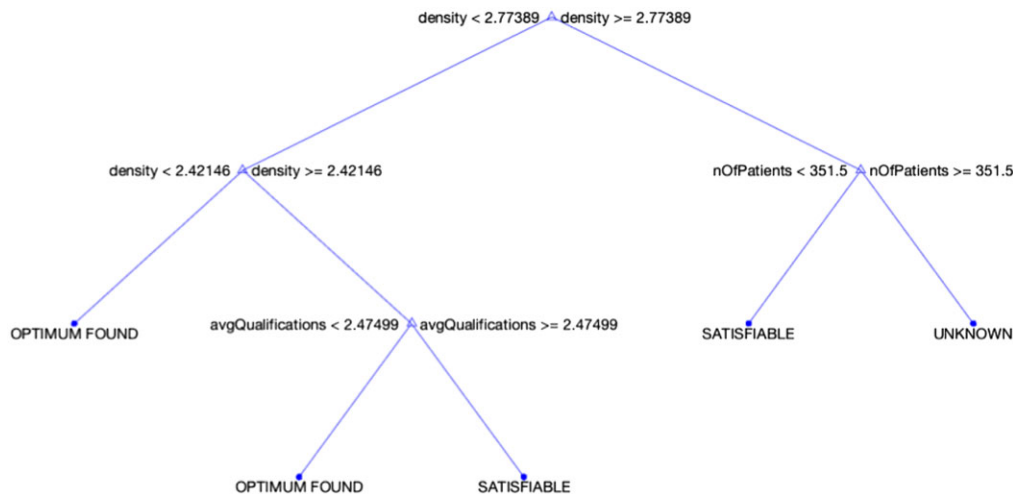 density < 2.77389 density >= 2.77389
density < 2.42146 density >= 2.42146
nOfPatients < 351.5 nOfPatients >= 351.5
OPTIMUM FOUND
avgQualifications < 2.47499 avgQualifications >= 2.47499
SATISFIABLE
UNKNOWN
OPTIMUM FOUND
SATISFIABLE